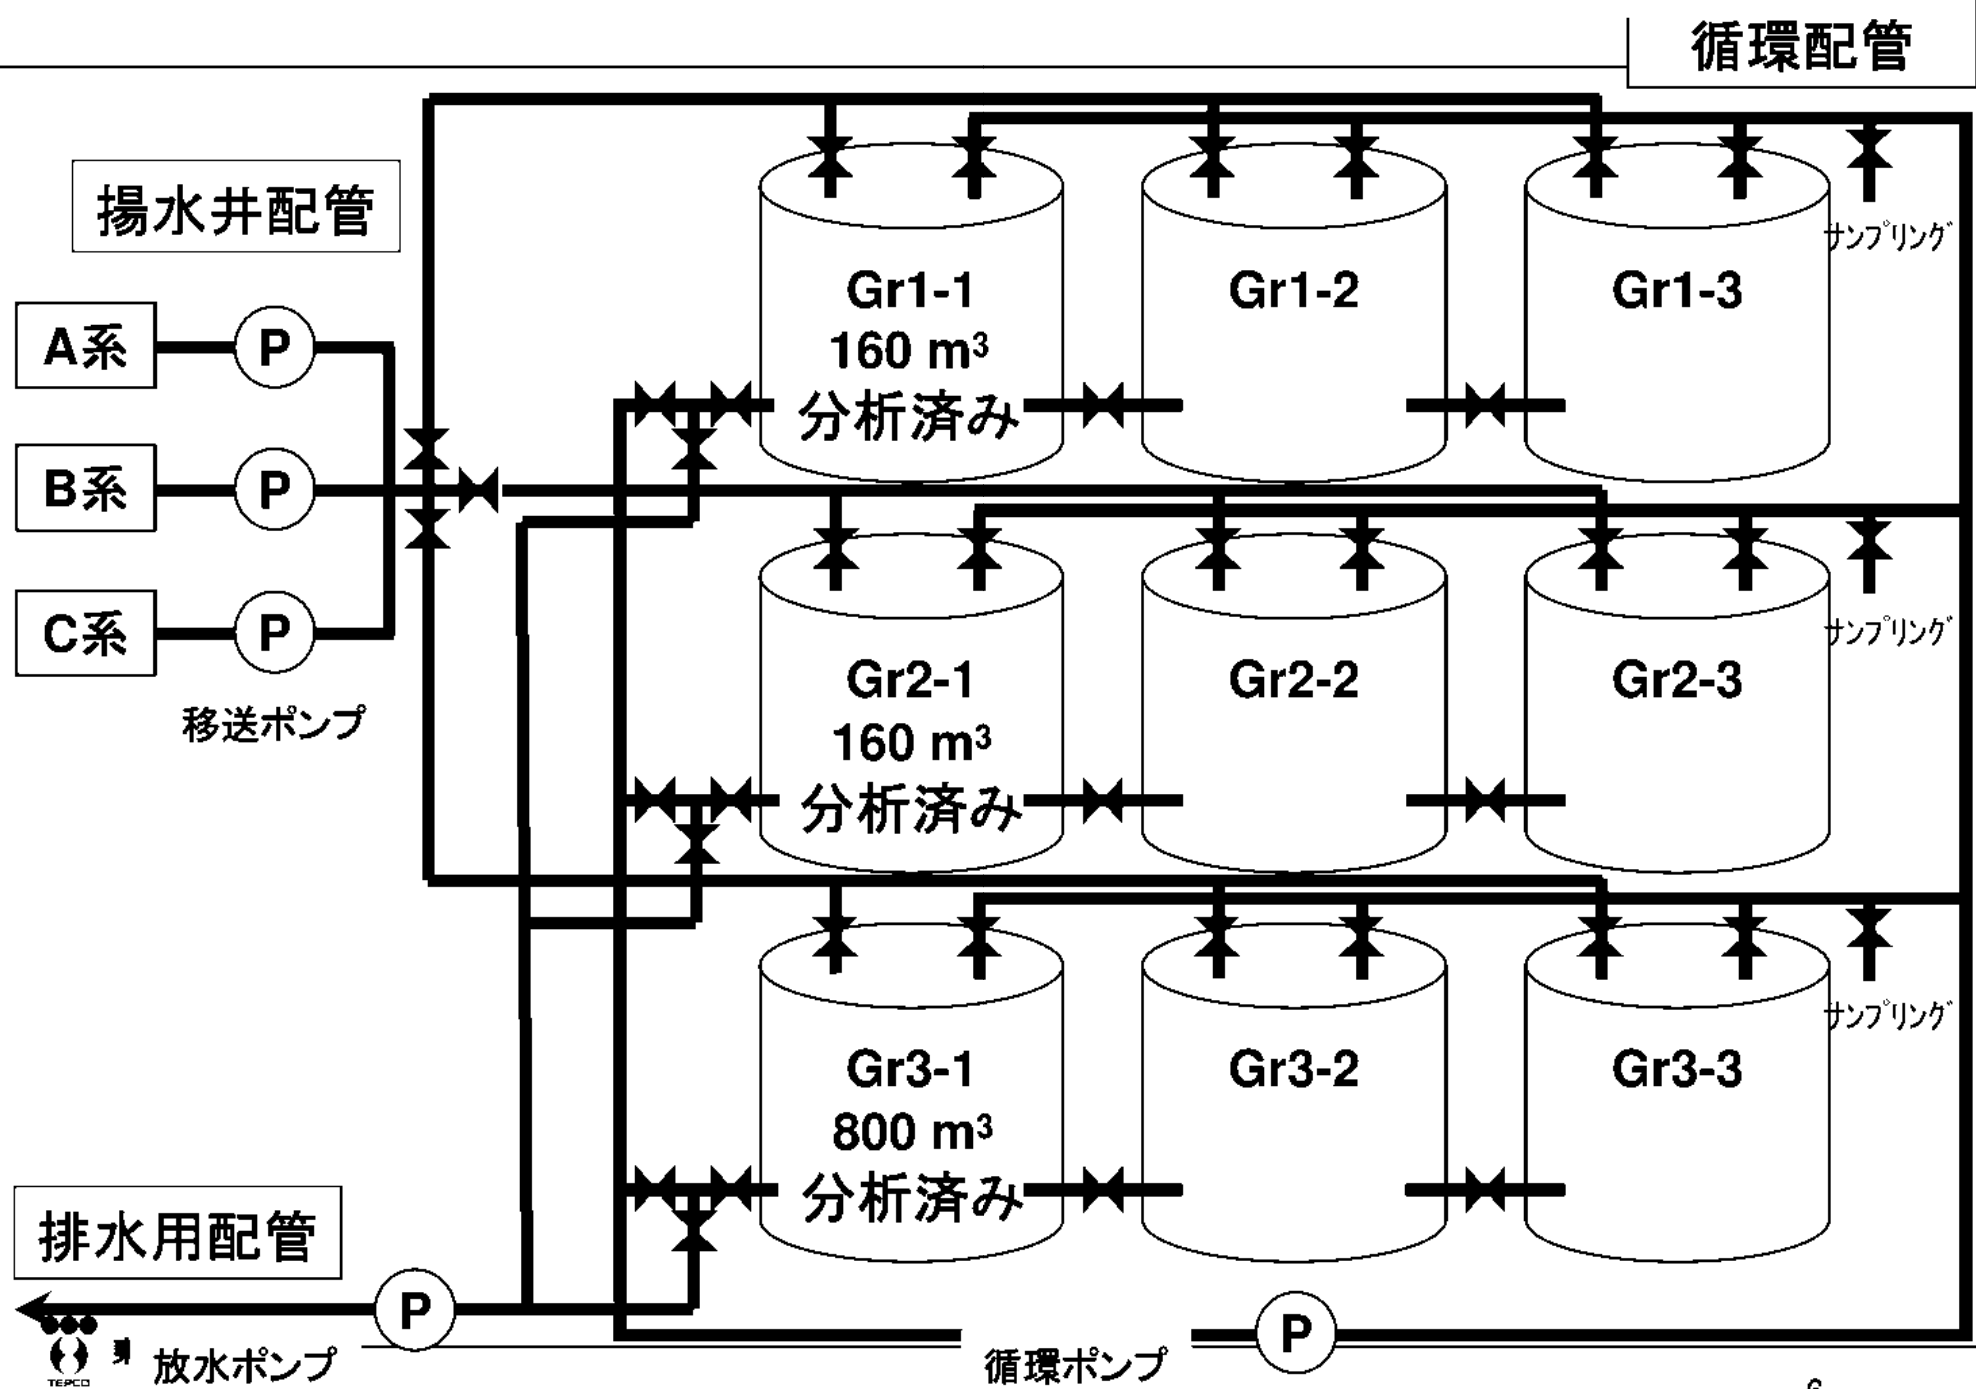 循環配管
揚水井配管
サンプリング
Gr1-1
Gr1-2
Gr1-3
A系
P
160 m³
分析済み
B系
P
サンプリング
C系
P
Gr2-1
Gr2-2
Gr2-3
移送ポンプ
160 m³
分析済み
サンプリング
Gr3-1
Gr3-2
Gr3-3
800 m³
分析済み
排水用配管
P
P
TEPCO
放水ポンプ
循環ポンプ